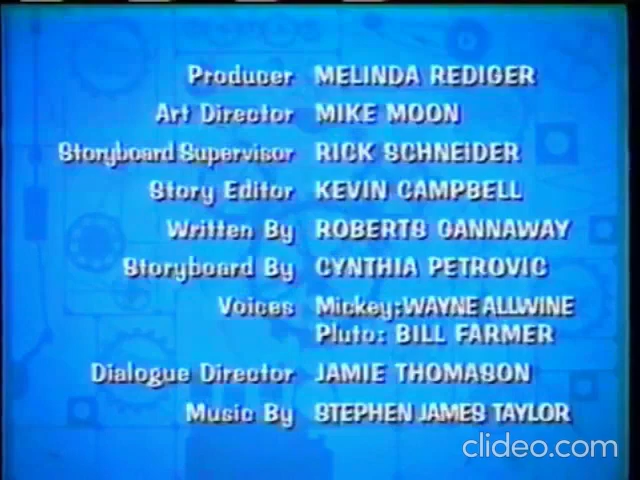 Producer MELINDA REDIGER
Art Director MIKE MOON
Storyboard Supervisor RICK SCHNEIDER
Story Editor KEVIN CAMPBELL
Written By ROBERTS GANNAWAY
Storyboard By CYNTHIA PETROVIC
Voices Mickey: WAYNE ALLWINE
Pluto: BILL FARMER
Dialogue Director JAMIE THOMASON
Music By STEPHEN JAMES TAYLOR
clideo.com